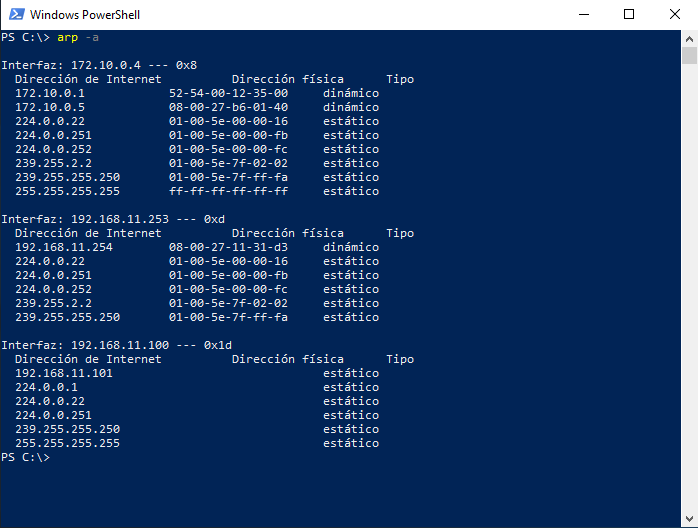 Windows PowerShell
PS C:\> arp -a
Interfaz: 172.10.0.4 --- 0x8
Dirección de Internet          Dirección física      Tipo
172.10.0.1            52-54-00-12-35-00     dinámico
172.10.0.5            08-00-27-b6-01-40     dinámico
224.0.0.22            01-00-5e-00-00-16     estático
224.0.0.251           01-00-5e-00-00-fb     estático
224.0.0.252           01-00-5e-00-00-fc     estático
239.255.2.2           01-00-5e-7f-02-02     estático
239.255.255.250       01-00-5e-7f-ff-fa     estático
255.255.255.255       ff-ff-ff-ff-ff-ff     estático
Interfaz: 192.168.11.253 --- 0xd
Dirección de Internet          Dirección física      Tipo
192.168.11.254        08-00-27-11-31-d3     dinámico
224.0.0.22            01-00-5e-00-00-16     estático
224.0.0.251           01-00-5e-00-00-fb     estático
224.0.0.252           01-00-5e-00-00-fc     estático
239.255.2.2           01-00-5e-7f-02-02     estático
239.255.255.250       01-00-5e-7f-ff-fa     estático
Interfaz: 192.168.11.100 --- 0x1d
Dirección de Internet          Dirección física      Tipo
192.168.11.101                              estático
224.0.0.1                                   estático
224.0.0.22                                  estático
224.0.0.251                                 estático
239.255.255.250                             estático
255.255.255.255                             estático
PS C:\>